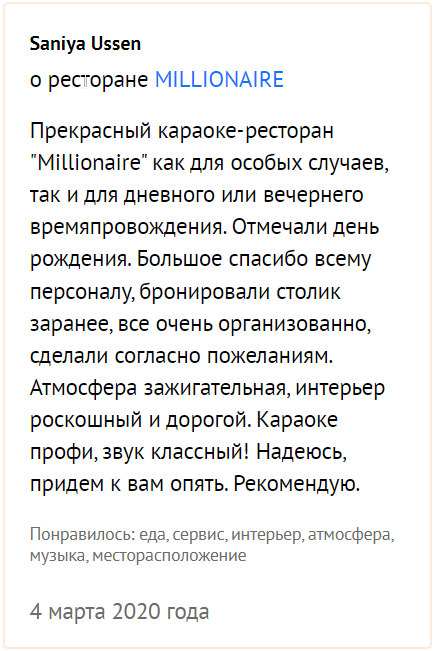 Saniya Ussen
о ресторане MILLIONAIRE
Прекрасный караоке-ресторан
"Millionaire" как для особых случаев,
так и для дневного или вечернего
времяпровождения. Отмечали день
рождения. Большое спасибо всему
персоналу, бронировали столик
заранее, все очень организованно,
сделали согласно пожеланиям.
Атмосфера зажигательная, интерьер
роскошный и дорогой. Караоке
профи, звук классный! Надеюсь,
придем к вам опять. Рекомендую.
Понравилось: еда, сервис, интерьер, атмосфера,
музыка, месторасположение
4 марта 2020 года